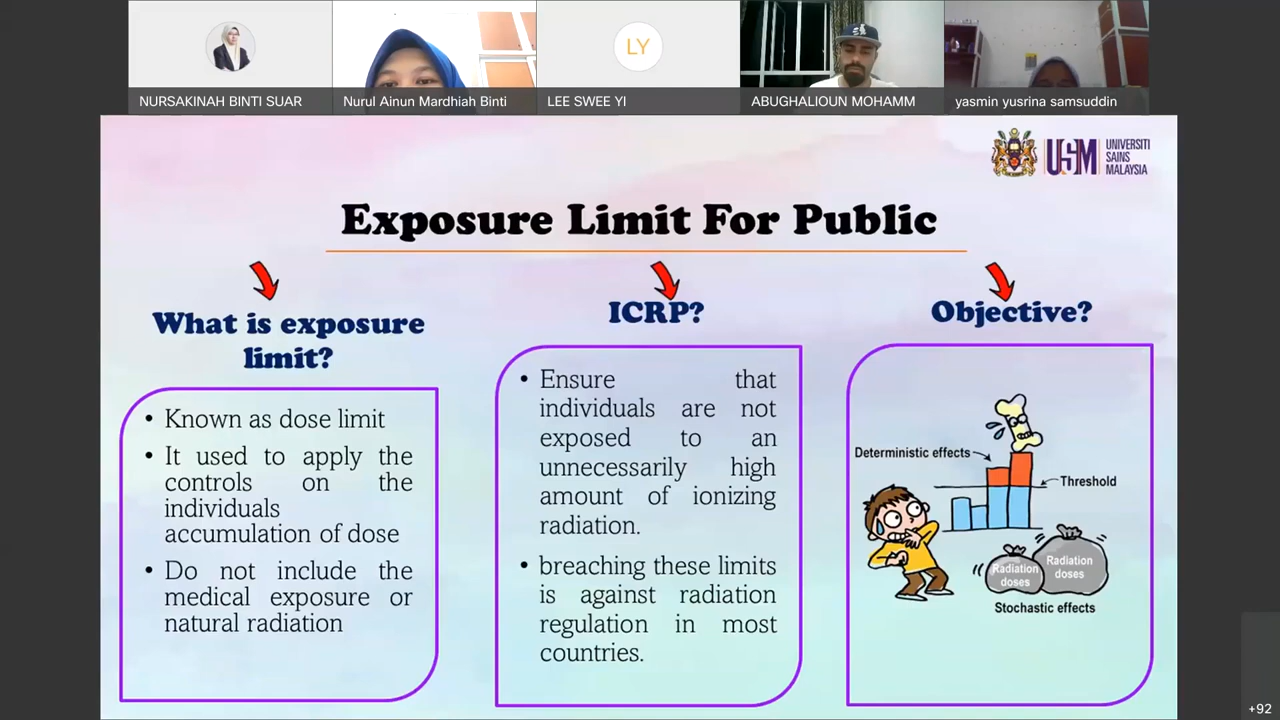 NURSAKINAH BINTI SUAR
Nurul Ainun Mardhiah Binti
LY
LEE SWEE YI
ABUGHALIOUN MOHAMM
yasmin yusrina samsuddin
USM
UNIVERSITI
SAINS
MALAYSIA
Exposure Limit For Public
What is exposure
limit?
• Known as dose limit
• It used to apply the
controls on the
individuals
accumulation of dose
• Do not include the
medical exposure or
natural radiation
ICRP?
• Ensure that
individuals are not
exposed to an
unnecessarily high
amount of ionizing
radiation.
• breaching these limits
is against radiation
regulation in most
countries.
Objective?
Deterministic effects
Threshold
Radiation
doses
Radiation
doses
Stochastic effects
+92